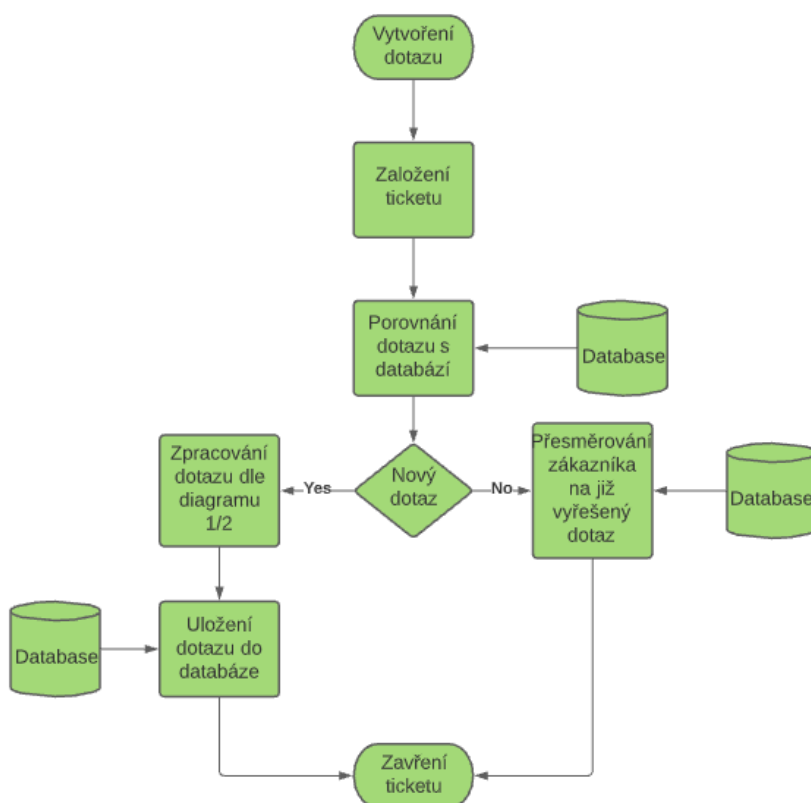 Vytvoření
dotazu
Založení
ticketu
Porovnání
dotazu s
databází
Database
Nový
dotaz
Yes
No
Zpracování
dotazu dle
diagramu
1/2
Přesměrování
zákazníka
na již
vyřešený
dotaz
Database
Database
Uložení
dotazu do
databáze
Zavření
ticketu